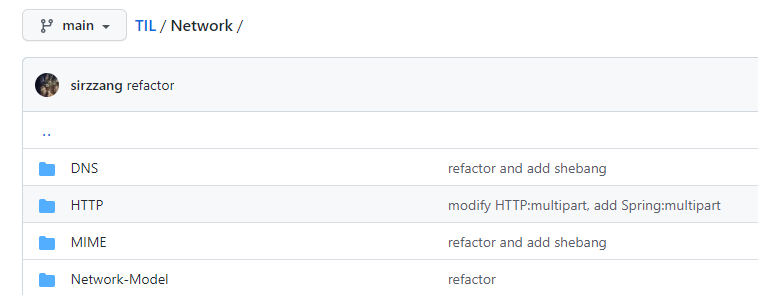 main TIL / Network /
sirzzang refactor
..
DNS refactor and add shebang
HTTP modify HTTP:multipart, add Spring:multipart
MIME refactor and add shebang
Network-Model refactor